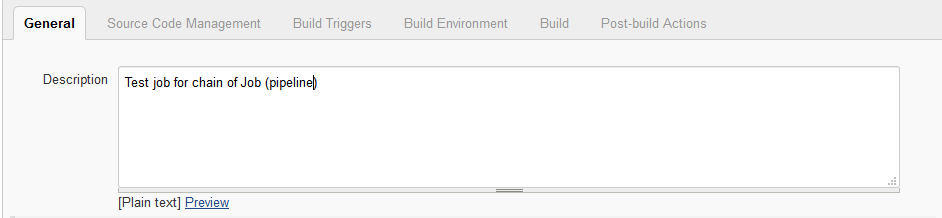 General Source Code Management Build Triggers Build Environment Build Post-build Actions
Description Test job for chain of Job (pipeline)
[Plain text] Preview